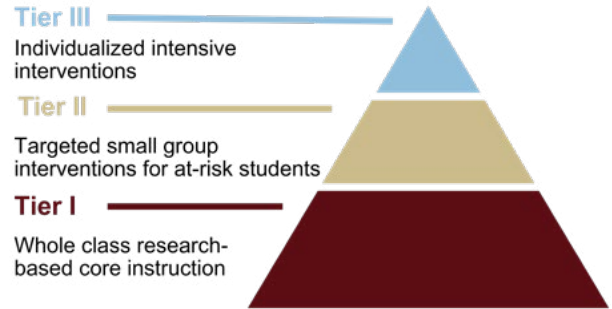 Tier III
Individualized intensive
interventions
Tier II
Targeted small group
interventions for at-risk students
Tier I
Whole class research-
based core instruction